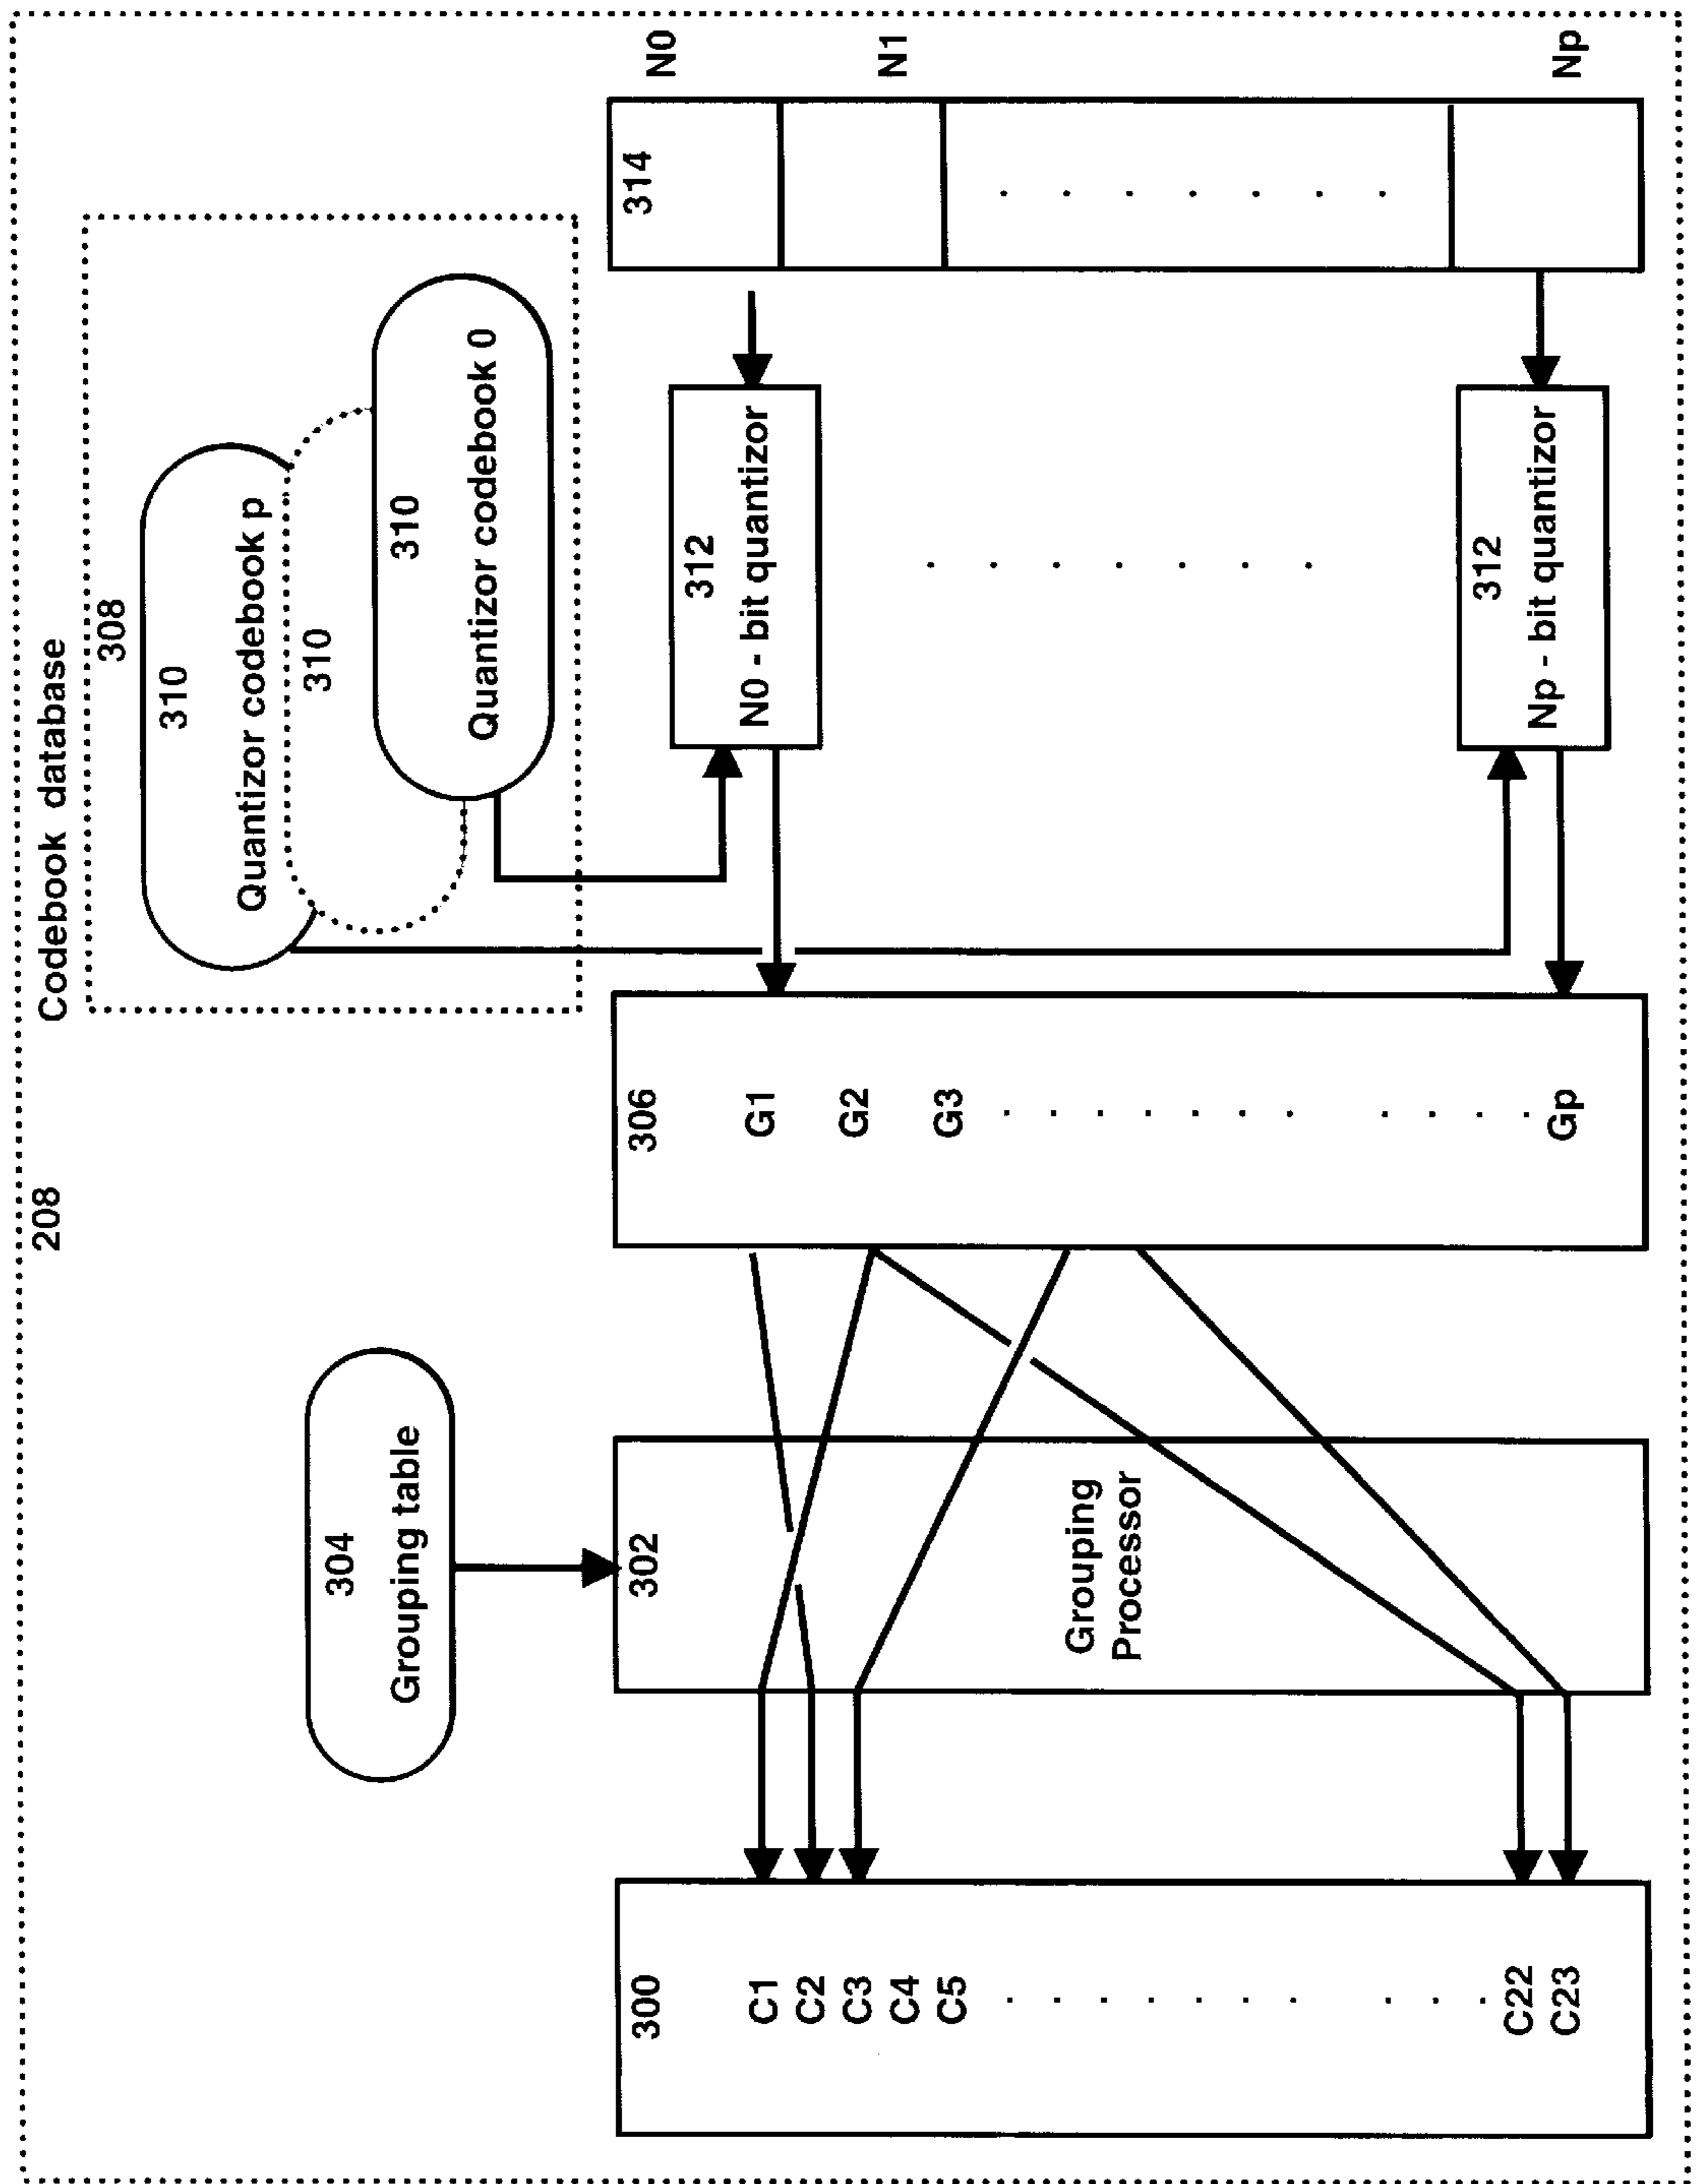 208
Codebook database
308
310
Quantizor codebook p
310
310
Quantizor codebook 0
304
Grouping table
300
C1
C2
C3
C4
C5
C22
C23
302
Grouping
Processor
306
G1
G2
G3
Gp
312
N0 - bit quantizor
312
Np - bit quantizor
314
N0
N1
Np